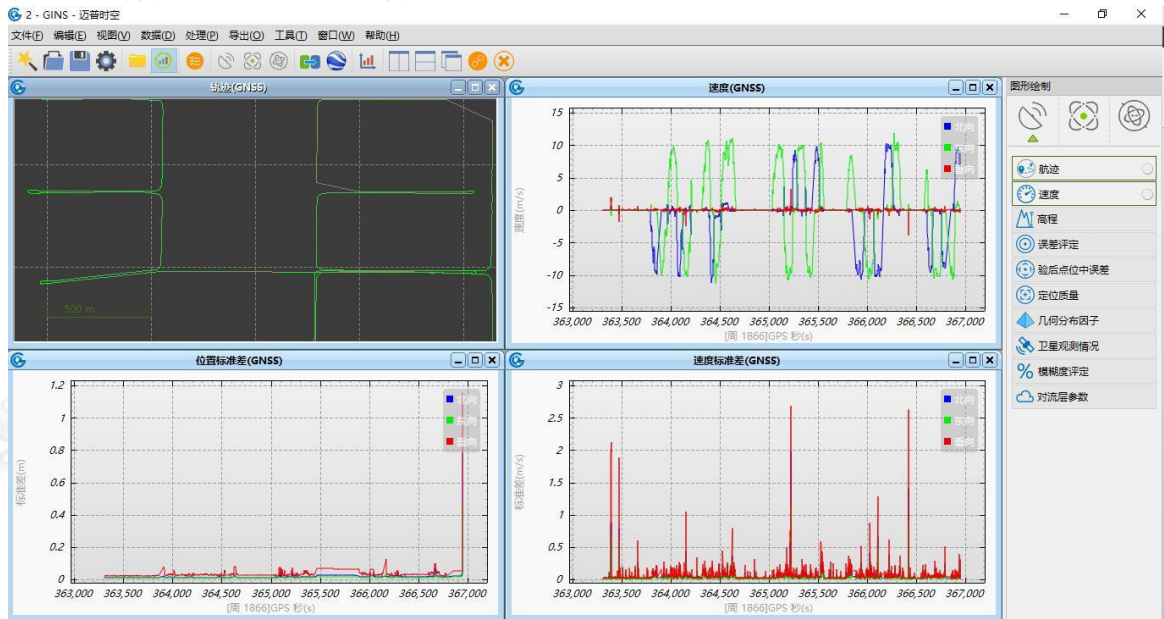 2 - GINS - 迈普时空
文件(F) 编辑(E) 视图(V) 数据(D) 处理(P) 导出(O) 工具(T) 窗口(W) 帮助(H)
轨迹(GNSS)
500 m
速度(GNSS)
15
10
5
0
-5
-10
-15
速度(m/s)
北向
东向
垂向
363,000 363,500 364,000 364,500 365,000 365,500 366,000 366,500 367,000
[周 1866]GPS 秒(s)
位置标准差(GNSS)
1.2
1
0.8
0.6
0.4
0.2
0
标准差(m)
北向
东向
垂向
363,000 363,500 364,000 364,500 365,000 365,500 366,000 366,500 367,000
[周 1866]GPS 秒(s)
速度标准差(GNSS)
3
2.5
2
1.5
1
0.5
0
标准差(m/s)
北向
东向
垂向
363,000 363,500 364,000 364,500 365,000 365,500 366,000 366,500 367,000
[周 1866]GPS 秒(s)
图形绘制
航迹
速度
高程
误差评定
验后点位中误差
定位质量
几何分布因子
卫星观测情况
模糊度评定
对流层参数